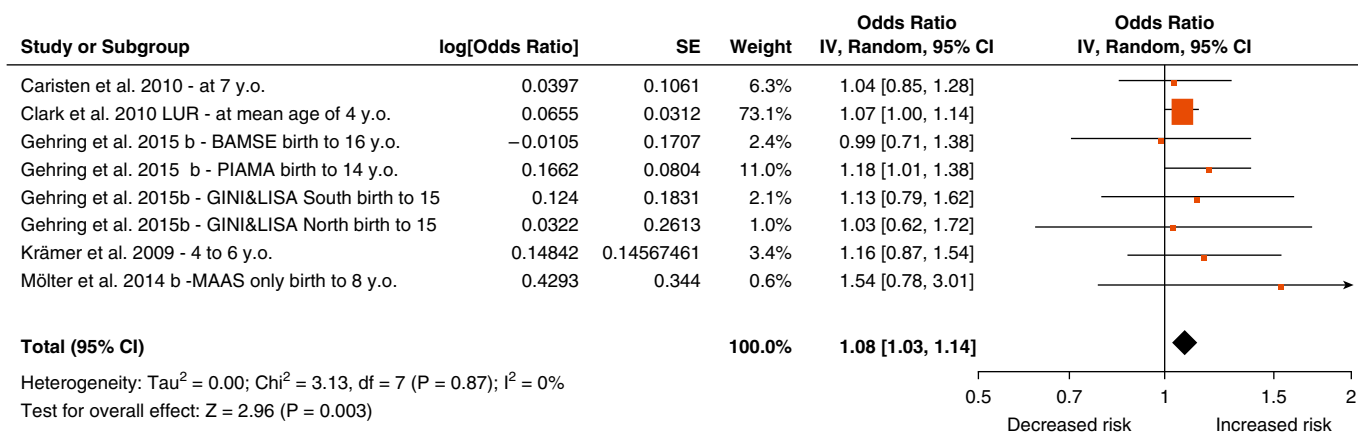 Odds Ratio Odds Ratio
Study or Subgroup log[Odds Ratio] SE Weight IV, Random, 95% CI IV, Random, 95% CI
Caristen et al. 2010 - at 7 y.o. 0.0397 0.1061 6.3% 1.04 [0.85, 1.28]
Clark et al. 2010 LUR - at mean age of 4 y.o. 0.0655 0.0312 73.1% 1.07 [1.00, 1.14]
Gehring et al. 2015 b - BAMSE birth to 16 y.o. −0.0105 0.1707 2.4% 0.99 [0.71, 1.38]
Gehring et al. 2015 b - PIAMA birth to 14 y.o. 0.1662 0.0804 11.0% 1.18 [1.01, 1.38]
Gehring et al. 2015b - GINI&LISA South birth to 15 0.124 0.1831 2.1% 1.13 [0.79, 1.62]
Gehring et al. 2015b - GINI&LISA North birth to 15 0.0322 0.2613 1.0% 1.03 [0.62, 1.72]
Krämer et al. 2009 - 4 to 6 y.o. 0.14842 0.14567461 3.4% 1.16 [0.87, 1.54]
Mölter et al. 2014 b -MAAS only birth to 8 y.o. 0.4293 0.344 0.6% 1.54 [0.78, 3.01]
Total (95% CI) 100.0% 1.08 [1.03, 1.14]
Heterogeneity: Tau² = 0.00; Chi² = 3.13, df = 7 (P = 0.87); I² = 0%
Test for overall effect: Z = 2.96 (P = 0.003)
0.5 0.7 1 1.5 2
Decreased risk Increased risk